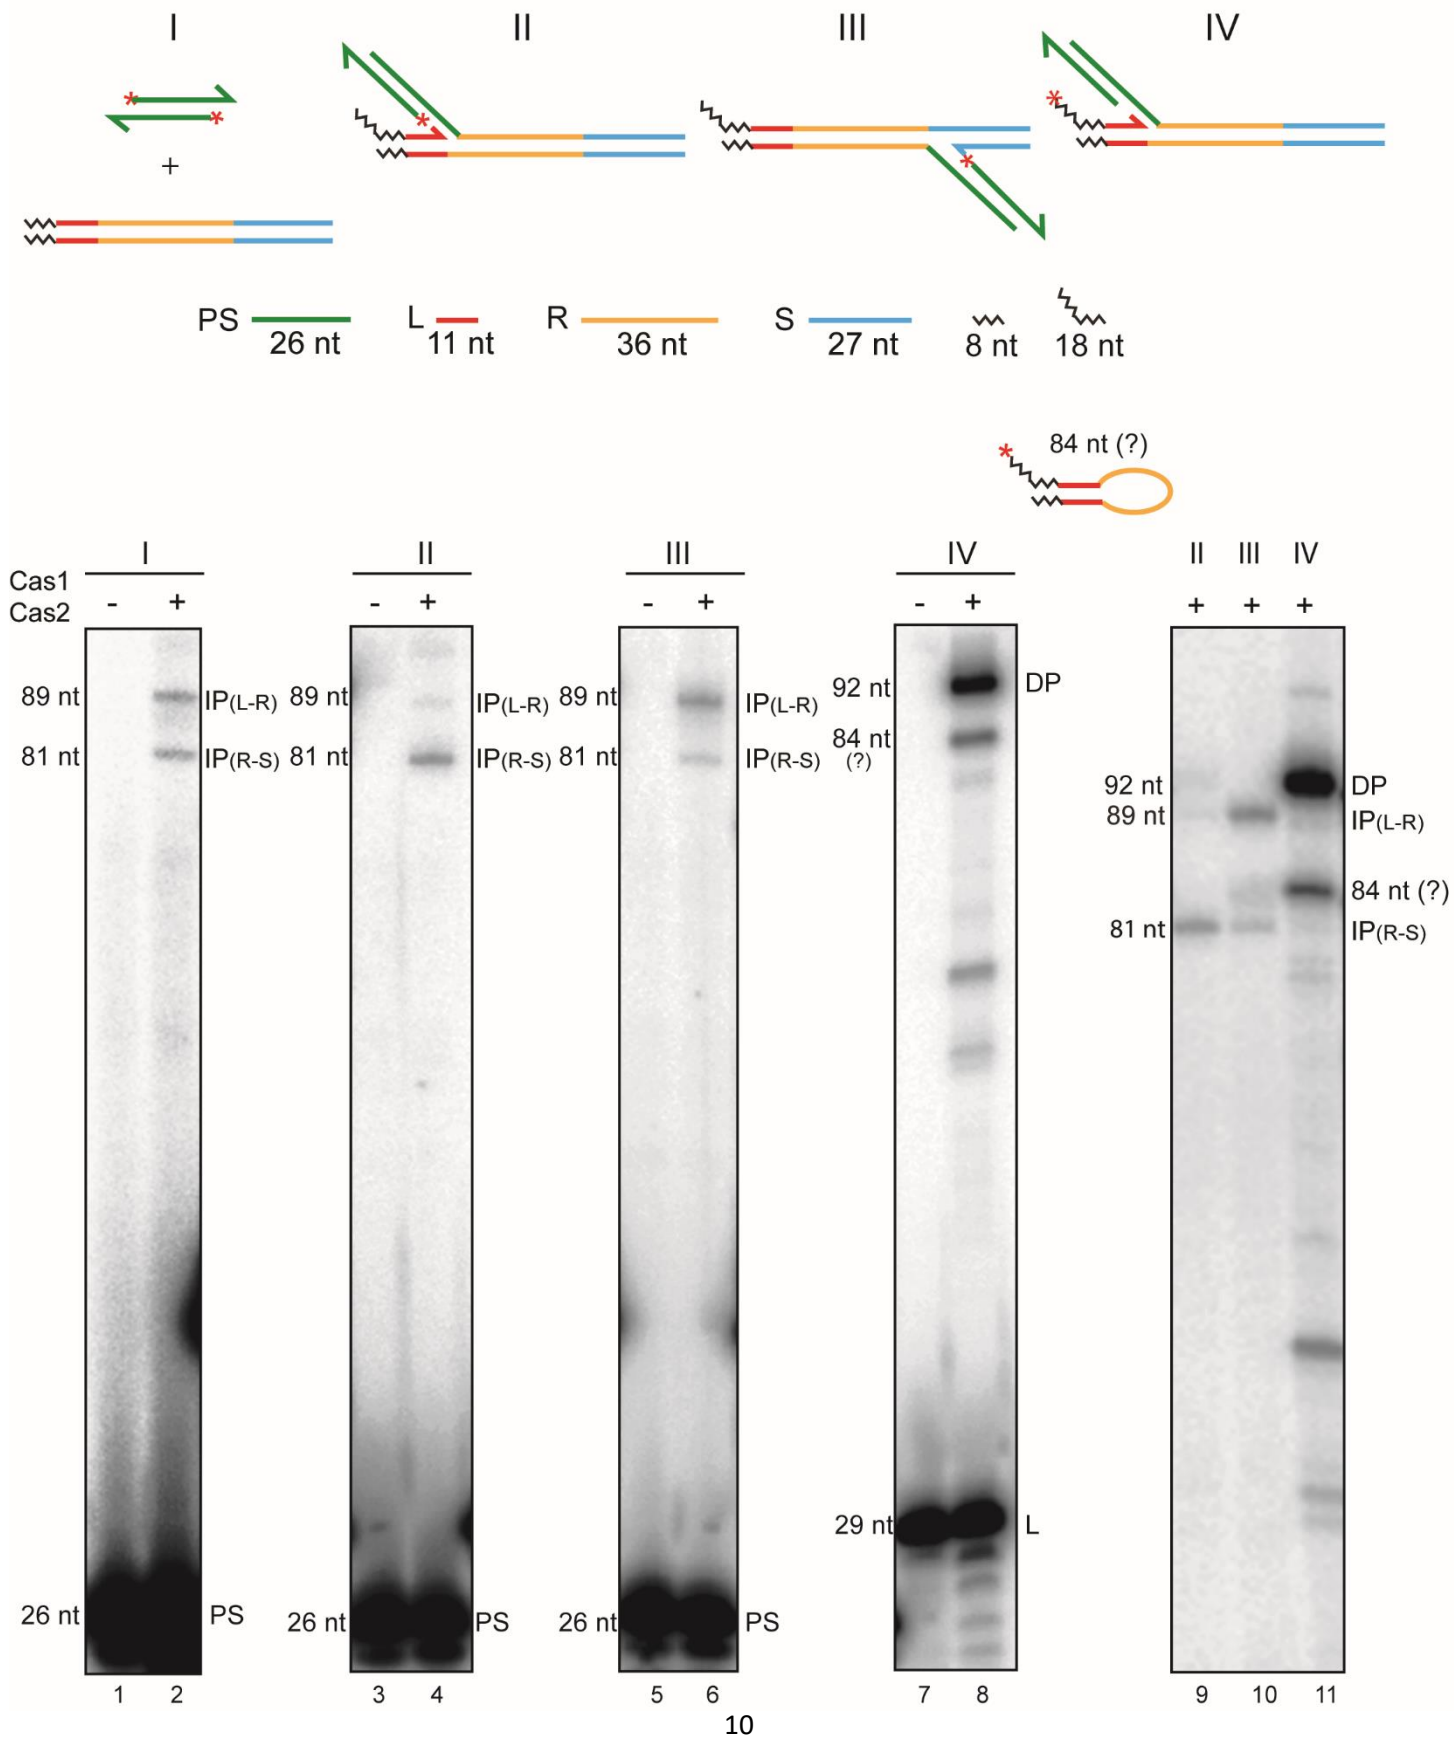 I II III IV
* *
+
* * *
PS 26 nt
L 11 nt
R 36 nt
S 27 nt
8 nt 18 nt
* 84 nt (?)
I II III IV II III IV
Cas1
Cas2
- + - + - + - + + + +
89 nt IP(L-R) 89 nt IP(L-R) 89 nt IP(L-R) 92 nt DP
81 nt IP(R-S) 81 nt IP(R-S) 81 nt IP(R-S) 84 nt
(?)
92 nt DP
89 nt IP(L-R)
84 nt (?)
81 nt IP(R-S)
29 nt L
26 nt PS 26 nt PS 26 nt PS
1 2 3 4 5 6 7 8 9 10 11
10